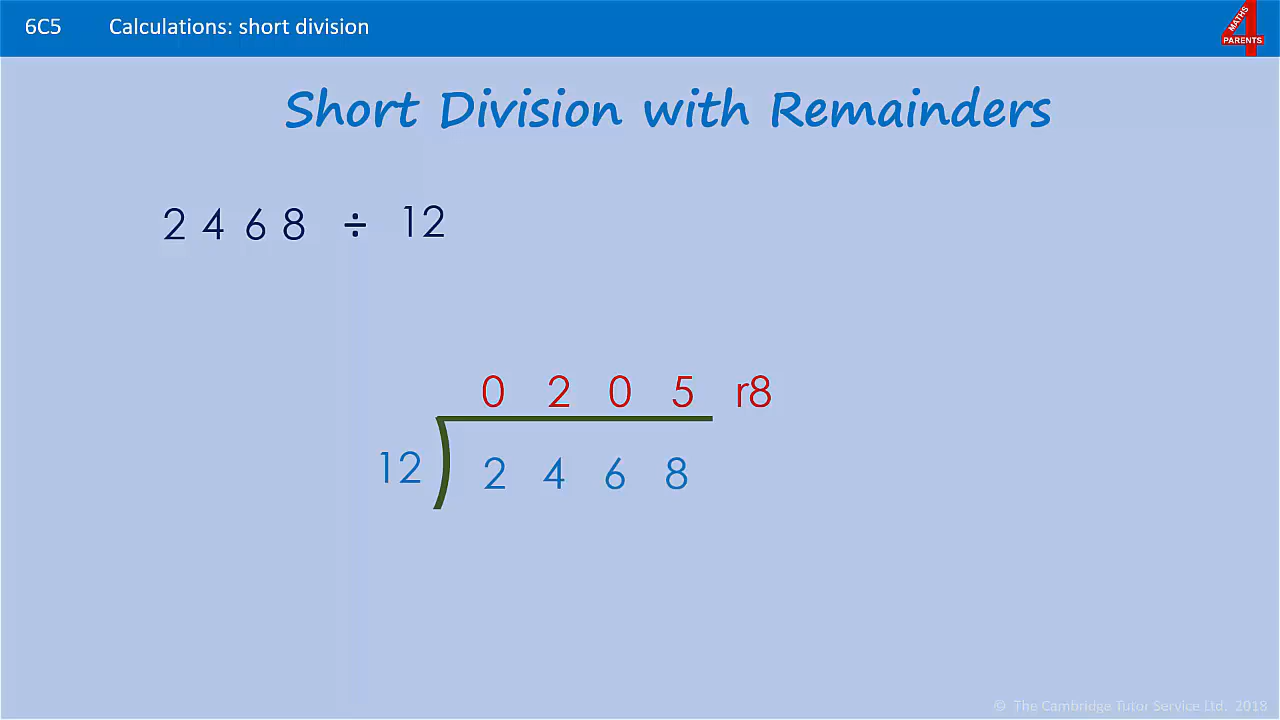 6C5 Calculations: short division
MATHS
4
PARENTS
Short Division with Remainders
2 4 6 8 ÷ 12
0 2 0 5 r8
12 2 4 6 8
© The Cambridge Tutor Service Ltd. 2018